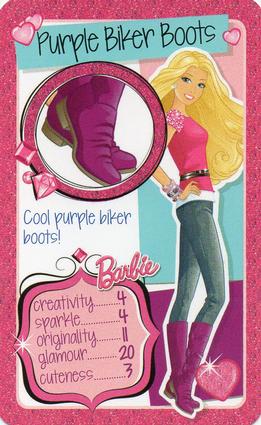 Purple Biker Boots
Cool purple biker
boots!
Barbie
creativity......4
sparkle.........4
originality.....11
glamour........20
cuteness......3